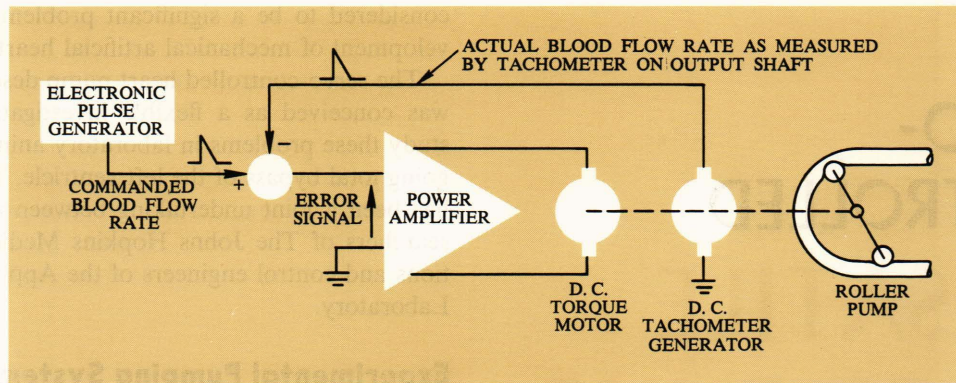 ACTUAL BLOOD FLOW RATE AS MEASURED
BY TACHOMETER ON OUTPUT SHAFT
ELECTRONIC
PULSE
GENERATOR
+
COMMANDED
BLOOD FLOW
RATE
ERROR
SIGNAL
POWER
AMPLIFIER
D. C.
TORQUE
MOTOR
D. C.
TACHOMETER
GENERATOR
ROLLER
PUMP